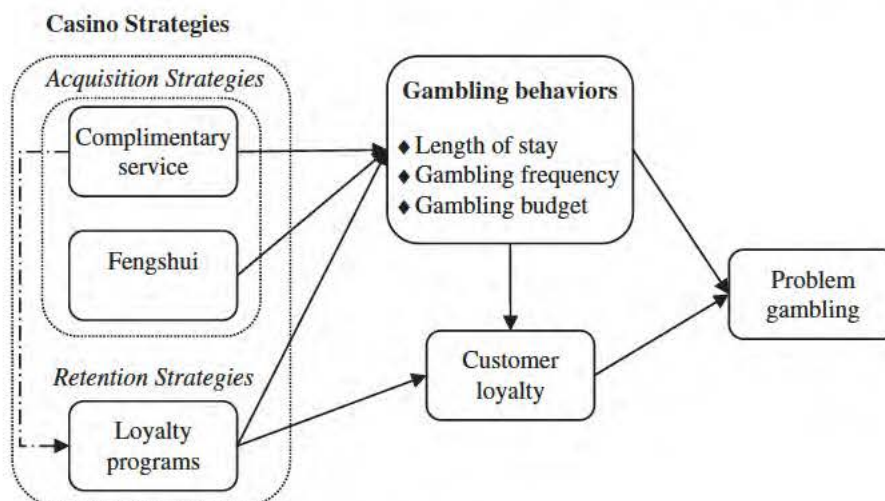 Casino Strategies
Acquisition Strategies
Complimentary
service
Fengshui
Retention Strategies
Loyalty
programs
Gambling behaviors
♦ Length of stay
♦ Gambling frequency
♦ Gambling budget
Customer
loyalty
Problem
gambling